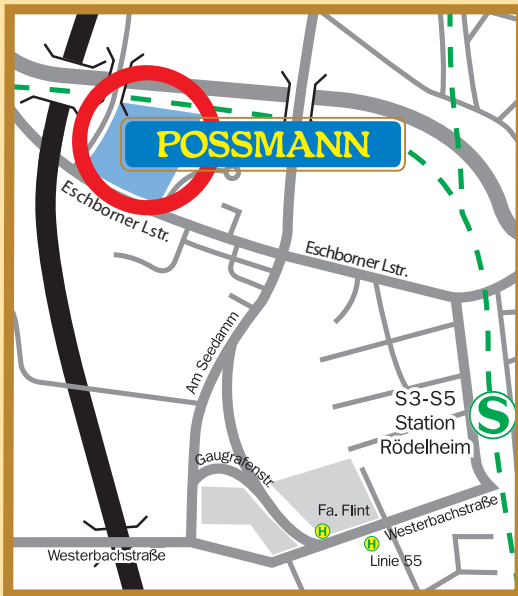 POSSMANN
Eschborner Lstr.
Eschborner Lstr.
Am Seedamm
S3-S5
Station
Rödelheim
S
Gaugrafenstr.
Fa. Flint
H
Westerbachstraße
H
Linie 55
Westerbachstraße